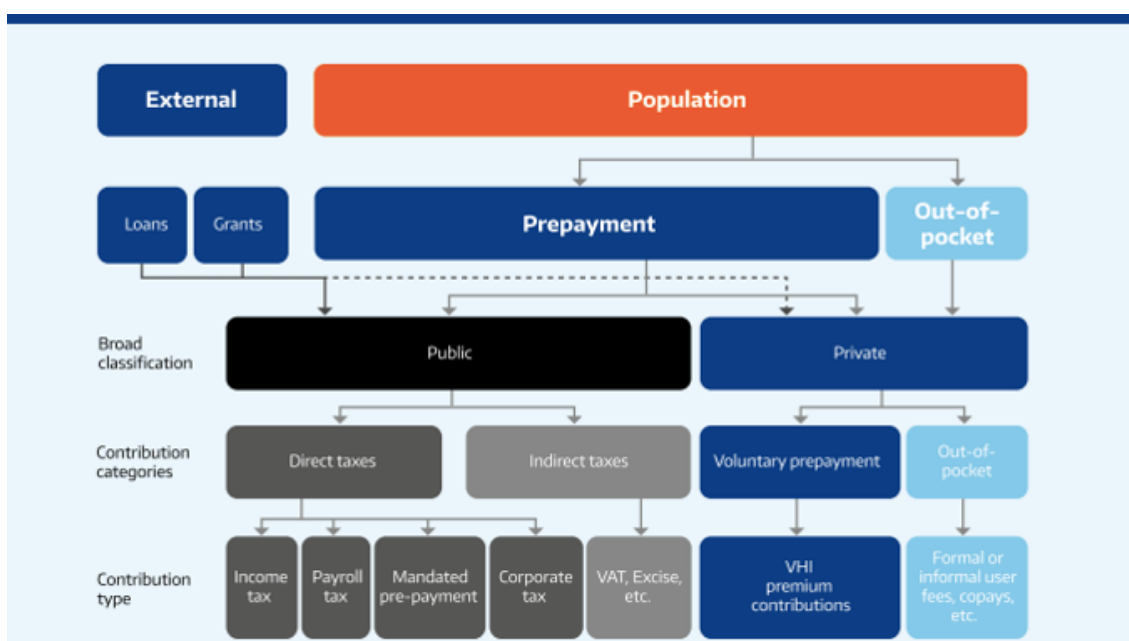 External
Population
Loans
Grants
Prepayment
Out-of-
pocket
Broad
classification
Public
Private
Contribution
categories
Direct taxes
Indirect taxes
Voluntary prepayment
Out-of-
pocket
Contribution
type
Income
tax
Payroll
tax
Mandated
pre-payment
Corporate
tax
VAT, Excise,
etc.
VHI
premium
contributions
Formal or
informal user
fees, copays,
etc.